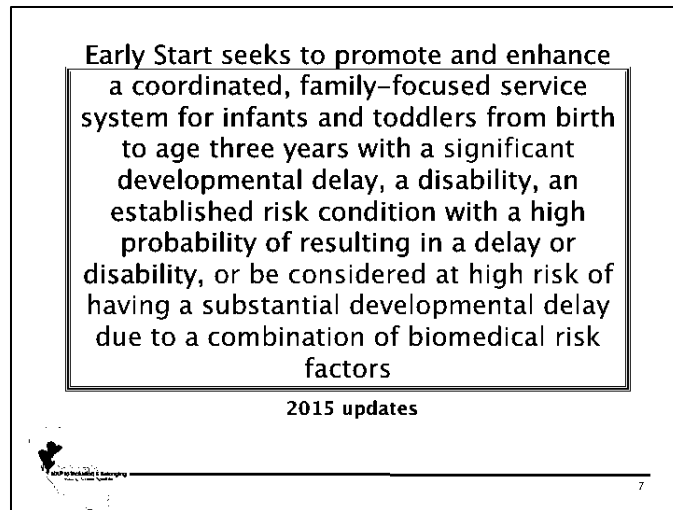 Early Start seeks to promote and enhance
a coordinated, family-focused service
system for infants and toddlers from birth
to age three years with a significant
developmental delay, a disability, an
established risk condition with a high
probability of resulting in a delay or
disability, or be considered at high risk of
having a substantial developmental delay
due to a combination of biomedical risk
factors
2015 updates
to Inclusion & Belonging
7